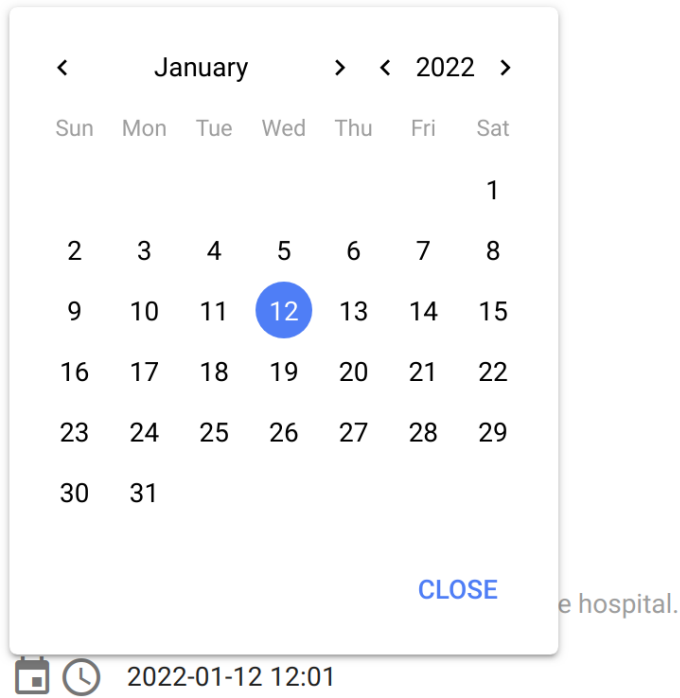 January 2022
Sun Mon Tue Wed Thu Fri Sat
1
2 3 4 5 6 7 8
9 10 11 12 13 14 15
16 17 18 19 20 21 22
23 24 25 26 27 28 29
30 31
CLOSE
e hospital.
2022-01-12 12:01